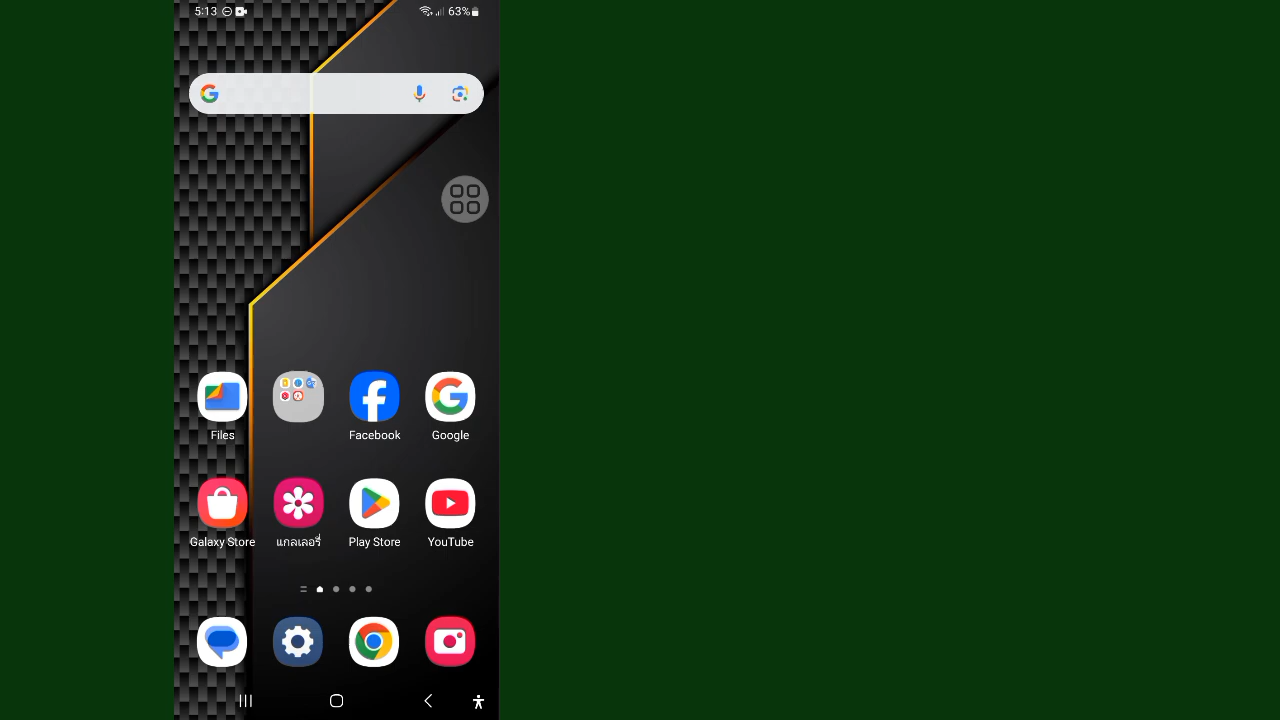 5:13 63%
Files Facebook Google
Galaxy Store แกลเลอรี่ Play Store YouTube